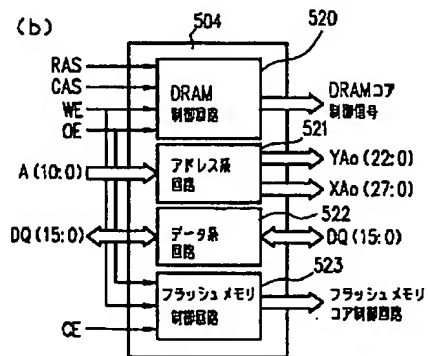 (b)
504
520
RAS
CAS
WE
OE
DRAM
制御回路
DRAMコア
制御信号
521
A(10:0)
アドレス系
回路
YAo(22:0)
XAo(27:0)
522
DQ(15:0)
データ系
回路
DQ(15:0)
523
フラッシュメモリ
制御回路
フラッシュメモリ
コア制御回路
CE